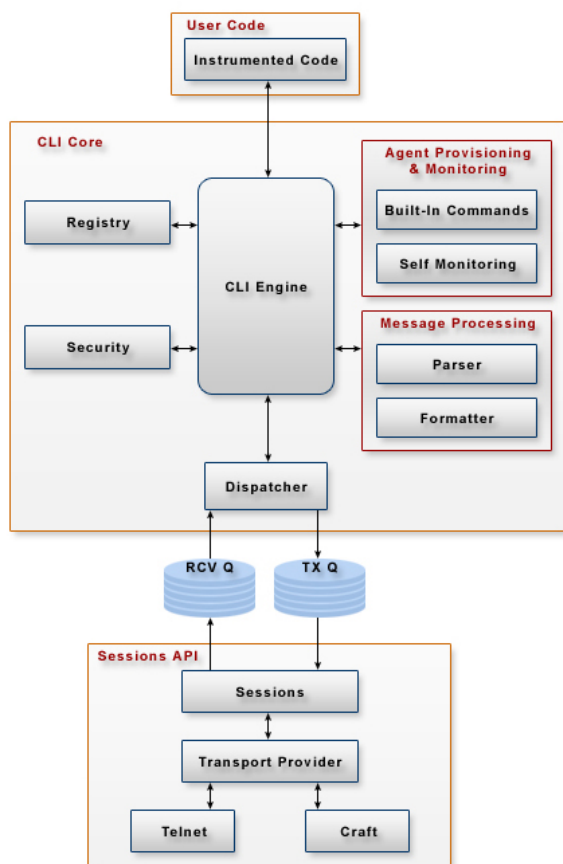 User Code
Instrumented Code
CLI Core
Agent Provisioning
& Monitoring
Registry
Built-In Commands
CLI Engine
Self Monitoring
Security
Message Processing
Parser
Formatter
Dispatcher
RCV Q
TX Q
Sessions API
Sessions
Transport Provider
Telnet
Craft